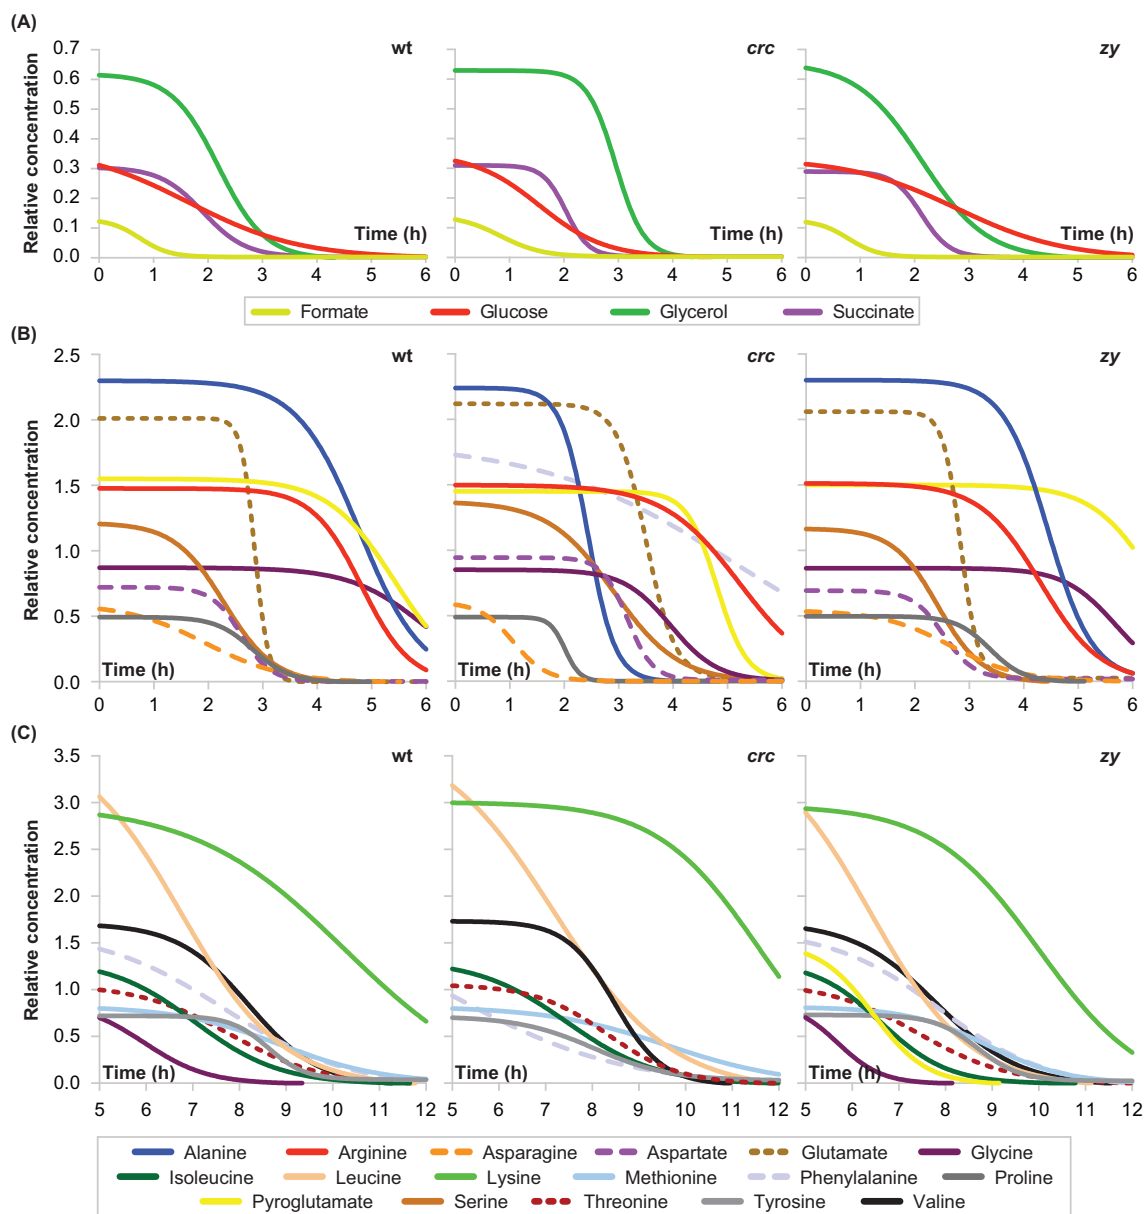 (A)
wt crc zy
Relative concentration
0.7
0.6
0.5
0.4
0.3
0.2
0.1
0.0
Time (h) Time (h) Time (h)
0 1 2 3 4 5 6 0 1 2 3 4 5 6 0 1 2 3 4 5 6
Formate Glucose Glycerol Succinate
(B)
wt crc zy
Relative concentration
2.5
2.0
1.5
1.0
0.5
0.0
Time (h) Time (h) Time (h)
0 1 2 3 4 5 6 0 1 2 3 4 5 6 0 1 2 3 4 5 6
(C)
wt crc zy
Relative concentration
3.5
3.0
2.5
2.0
1.5
1.0
0.5
0.0
Time (h) Time (h) Time (h)
5 6 7 8 9 10 11 12 5 6 7 8 9 10 11 12 5 6 7 8 9 10 11 12
Alanine Arginine Asparagine Aspartate Glutamate Glycine
Isoleucine Leucine Lysine Methionine Phenylalanine Proline
Pyroglutamate Serine Threonine Tyrosine Valine